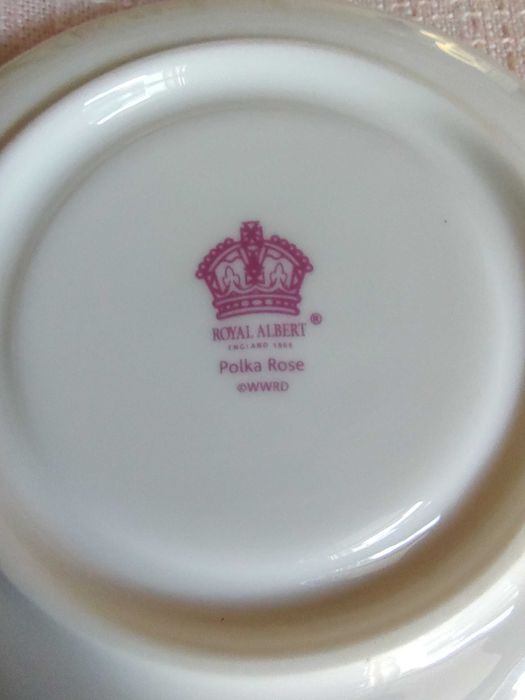 ROYAL ALBERT®
ENGLAND 1904
Polka Rose
©WWRD